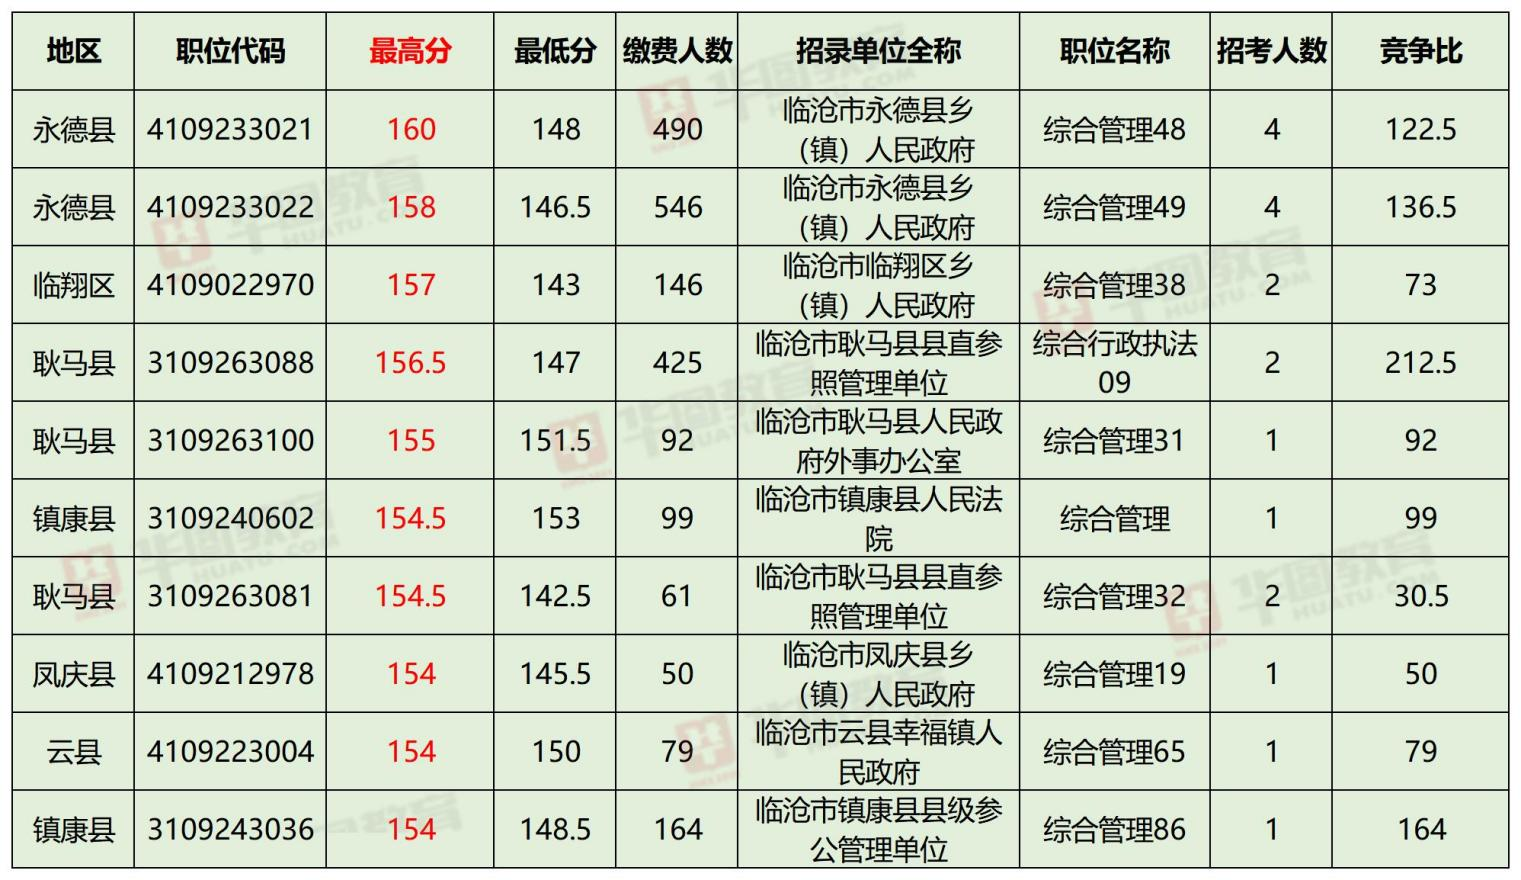 地区 职位代码 最高分 最低分 缴费人数 招录单位全称 职位名称 招考人数 竞争比
永德县 4109233021 160 148 490 临沧市永德县乡（镇）人民政府 综合管理48 4 122.5
永德县 4109233022 158 146.5 546 临沧市永德县乡（镇）人民政府 综合管理49 4 136.5
临翔区 4109022970 157 143 146 临沧市临翔区乡（镇）人民政府 综合管理38 2 73
耿马县 3109263088 156.5 147 425 临沧市耿马县县直参照管理单位 综合行政执法09 2 212.5
耿马县 3109263100 155 151.5 92 临沧市耿马县人民政府外事办公室 综合管理31 1 92
镇康县 3109240602 154.5 153 99 临沧市镇康县人民法院 综合管理 1 99
耿马县 3109263081 154.5 142.5 61 临沧市耿马县县直参照管理单位 综合管理32 2 30.5
凤庆县 4109212978 154 145.5 50 临沧市凤庆县乡（镇）人民政府 综合管理19 1 50
云县 4109223004 154 150 79 临沧市云县幸福镇人民政府 综合管理65 1 79
镇康县 3109243036 154 148.5 164 临沧市镇康县县级参公管理单位 综合管理86 1 164
华图教育
HUATU.COM